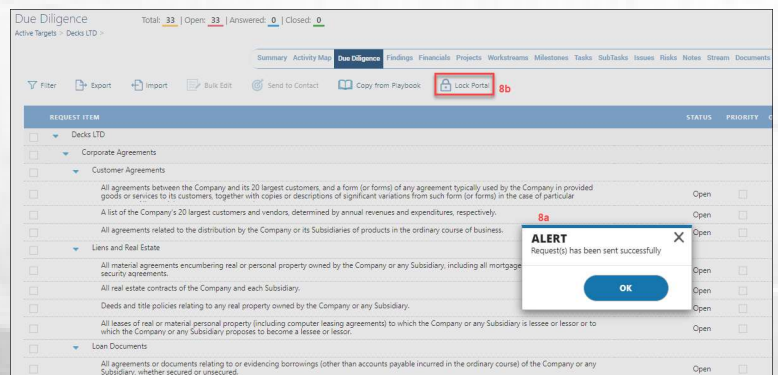 Due Diligence
Total: 33 | Open: 33 | Answered: 0 | Closed: 0
Active Targets > Decks LTD >
Summary Activity Map Due Diligence Findings Financials Projects Workstreams Milestones Tasks SubTasks Issues Risks Notes Stream Documents
Filter Export Import Bulk Edit Send to Contact Copy from Playbook Lock Portal 8b
REQUEST ITEM STATUS PRIORITY
Decks LTD
Corporate Agreements
Customer Agreements
All agreements between the Company and its 20 largest customers, and a form (or forms) of any agreement typically used by the Company in provided
goods or services to its customers, together with copies or descriptions of significant variations from such form (or forms) in the case of particular
Open
A list of the Company's 20 largest customers and vendors, determined by annual revenues and expenditures, respectively.
Open
8a
All agreements related to the distribution by the Company or its Subsidiaries of products in the ordinary course of business.
Open
ALERT
Request(s) has been sent successfully
OK
Liens and Real Estate
All material agreements encumbering real or personal property owned by the Company or any Subsidiary, including all mortgage
security agreements.
Open
All real estate contracts of the Company and each Subsidiary.
Open
Deeds and title policies relating to any real property owned by the Company or any Subsidiary.
Open
All leases of real or material personal property (including computer leasing agreements) to which the Company or any Subsidiary is lessee or lessor or to
which the Company or any Subsidiary proposes to become a lessee or lessor.
Open
Loan Documents
All agreements or documents relating to or evidencing borrowings (other than accounts payable incurred in the ordinary course) of the Company or any
Subsidiary, whether secured or unsecured.
Open